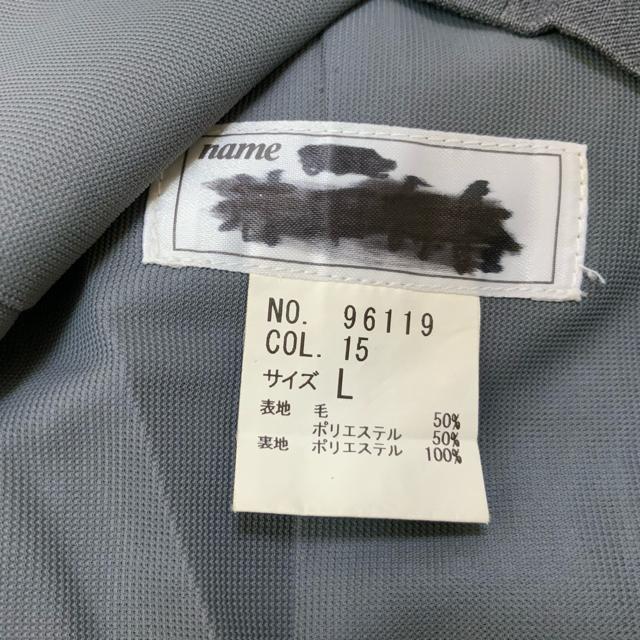 name
NO. 96119
COL. 15
サイズ L
表地 毛 50%
ポリエステル 50%
裏地 ポリエステル 100%